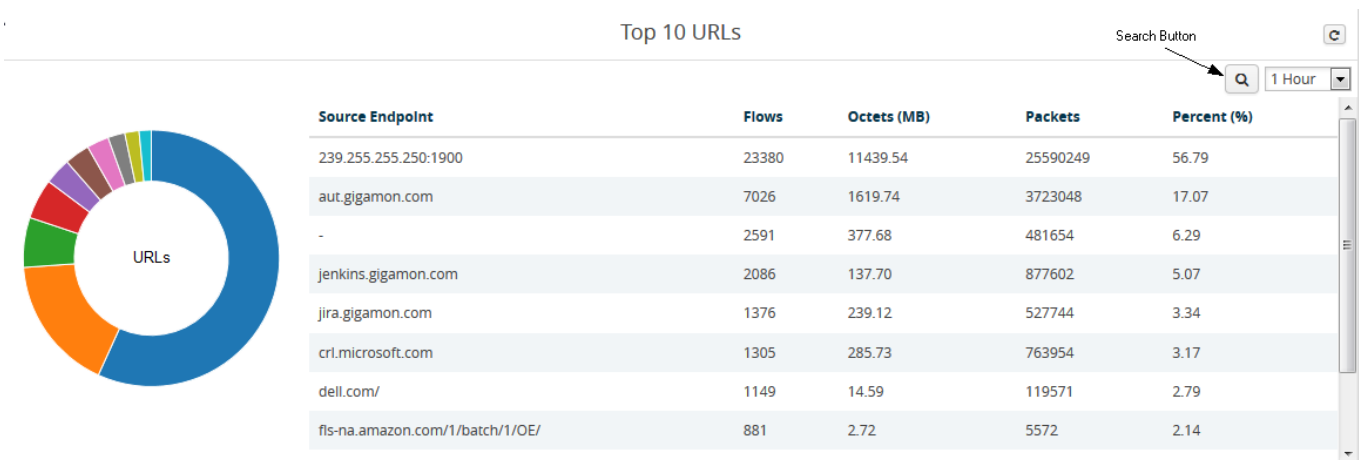 Top 10 URLs
Search Button
1 Hour
Source Endpoint Flows Octets (MB) Packets Percent (%)
239.255.255.250:1900 23380 11439.54 25590249 56.79
aut.gigamon.com 7026 1619.74 3723048 17.07
- 2591 377.68 481654 6.29
jenkins.gigamon.com 2086 137.70 877602 5.07
jira.gigamon.com 1376 239.12 527744 3.34
crl.microsoft.com 1305 285.73 763954 3.17
dell.com/ 1149 14.59 119571 2.79
fls-na.amazon.com/1/batch/1/OE/ 881 2.72 5572 2.14
URLs